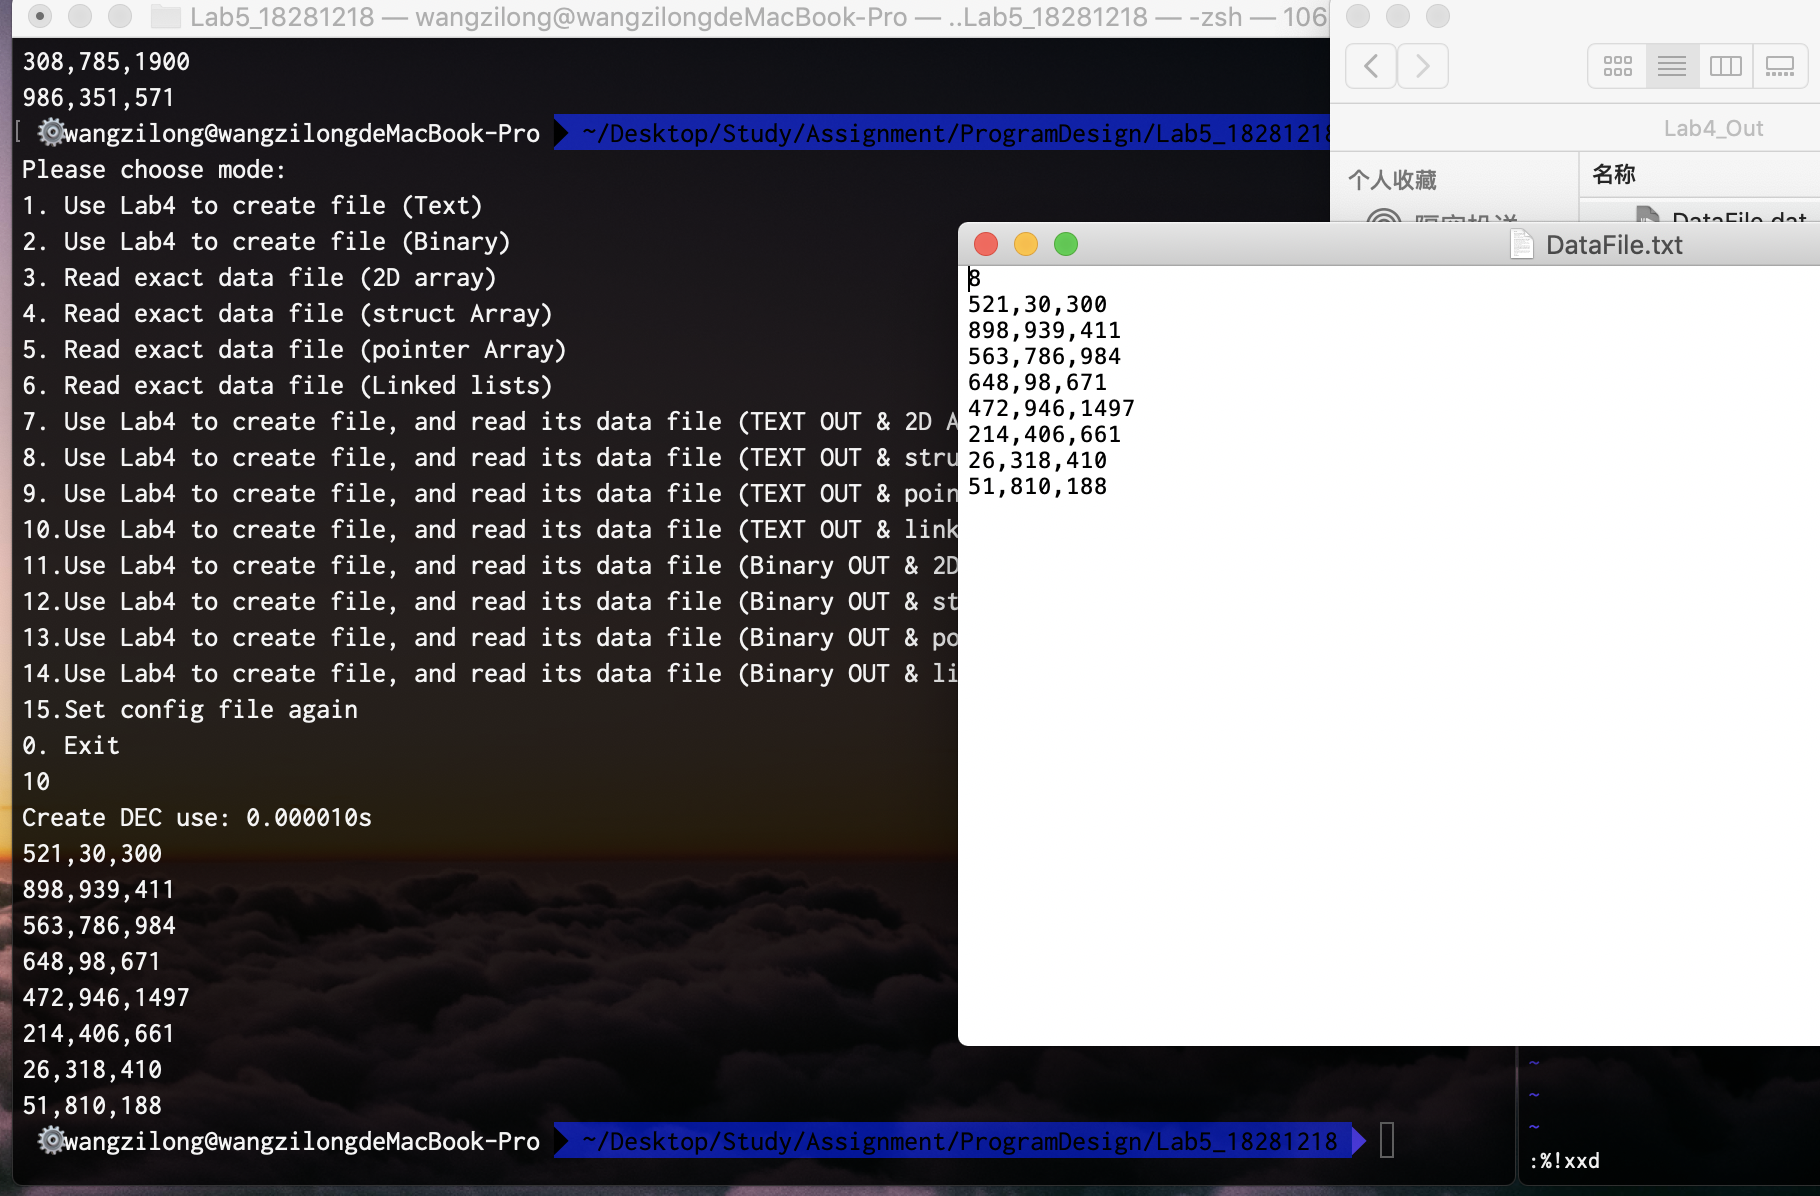 Lab5_18281218 — wangzilong@wangzilongdeMacBook-Pro — ..Lab5_18281218 — -zsh — 106
308,785,1900
986,351,571
wangzilong@wangzilongdeMacBook-Pro ~/Desktop/Study/Assignment/ProgramDesign/Lab5_18281218
Please choose mode:
1. Use Lab4 to create file (Text)
2. Use Lab4 to create file (Binary)
3. Read exact data file (2D array)
4. Read exact data file (struct Array)
5. Read exact data file (pointer Array)
6. Read exact data file (Linked lists)
7. Use Lab4 to create file, and read its data file (TEXT OUT & 2D A
8. Use Lab4 to create file, and read its data file (TEXT OUT & stru
9. Use Lab4 to create file, and read its data file (TEXT OUT & poin
10.Use Lab4 to create file, and read its data file (TEXT OUT & link
11.Use Lab4 to create file, and read its data file (Binary OUT & 2D
12.Use Lab4 to create file, and read its data file (Binary OUT & st
13.Use Lab4 to create file, and read its data file (Binary OUT & po
14.Use Lab4 to create file, and read its data file (Binary OUT & li
15.Set config file again
0. Exit
10
Create DEC use: 0.000010s
521,30,300
898,939,411
563,786,984
648,98,671
472,946,1497
214,406,661
26,318,410
51,810,188
wangzilong@wangzilongdeMacBook-Pro ~/Desktop/Study/Assignment/ProgramDesign/Lab5_18281218
Lab4_Out
个人收藏
名称
隔空投送
DataFile.dat
DataFile.txt
8
521,30,300
898,939,411
563,786,984
648,98,671
472,946,1497
214,406,661
26,318,410
51,810,188
~
~
~
:%!xxd